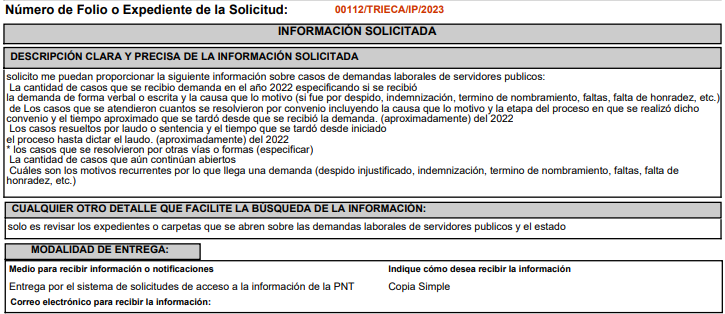 Número de Folio o Expediente de la Solicitud: 00112/TRIECA/IP/2023
INFORMACIÓN SOLICITADA
DESCRIPCIÓN CLARA Y PRECISA DE LA INFORMACIÓN SOLICITADA
solicito me puedan proporcionar la siguiente información sobre casos de demandas laborales de servidores publicos:
La cantidad de casos que se recibio demanda en el año 2022 especificando si se recibió
la demanda de forma verbal o escrita y la causa que lo motivo (si fue por despido, indemnización, termino de nombramiento, faltas, falta de honradez, etc.)
de Los casos que se atendieron cuantos se resolvieron por convenio incluyendo la causa que lo motivo y la etapa del proceso en que se realizó dicho
convenio y el tiempo aproximado que se tardó desde que se recibió la demanda. (aproximadamente) del 2022
Los casos resueltos por laudo o sentencia y el tiempo que se tardó desde iniciado
el proceso hasta dictar el laudo. (aproximadamente) del 2022
* los casos que se resolvieron por otras vías o formas (especificar)
La cantidad de casos que aún continúan abiertos
Cuáles son los motivos recurrentes por lo que llega una demanda (despido injustificado, indemnización, termino de nombramiento, faltas, falta de
honradez, etc.)
CUALQUIER OTRO DETALLE QUE FACILITE LA BÚSQUEDA DE LA INFORMACIÓN:
solo es revisar los expedientes o carpetas que se abren sobre las demandas laborales de servidores publicos y el estado
MODALIDAD DE ENTREGA:
Medio para recibir información o notificaciones Indique cómo desea recibir la información
Entrega por el sistema de solicitudes de acceso a la información de la PNT Copia Simple
Correo electrónico para recibir la información: